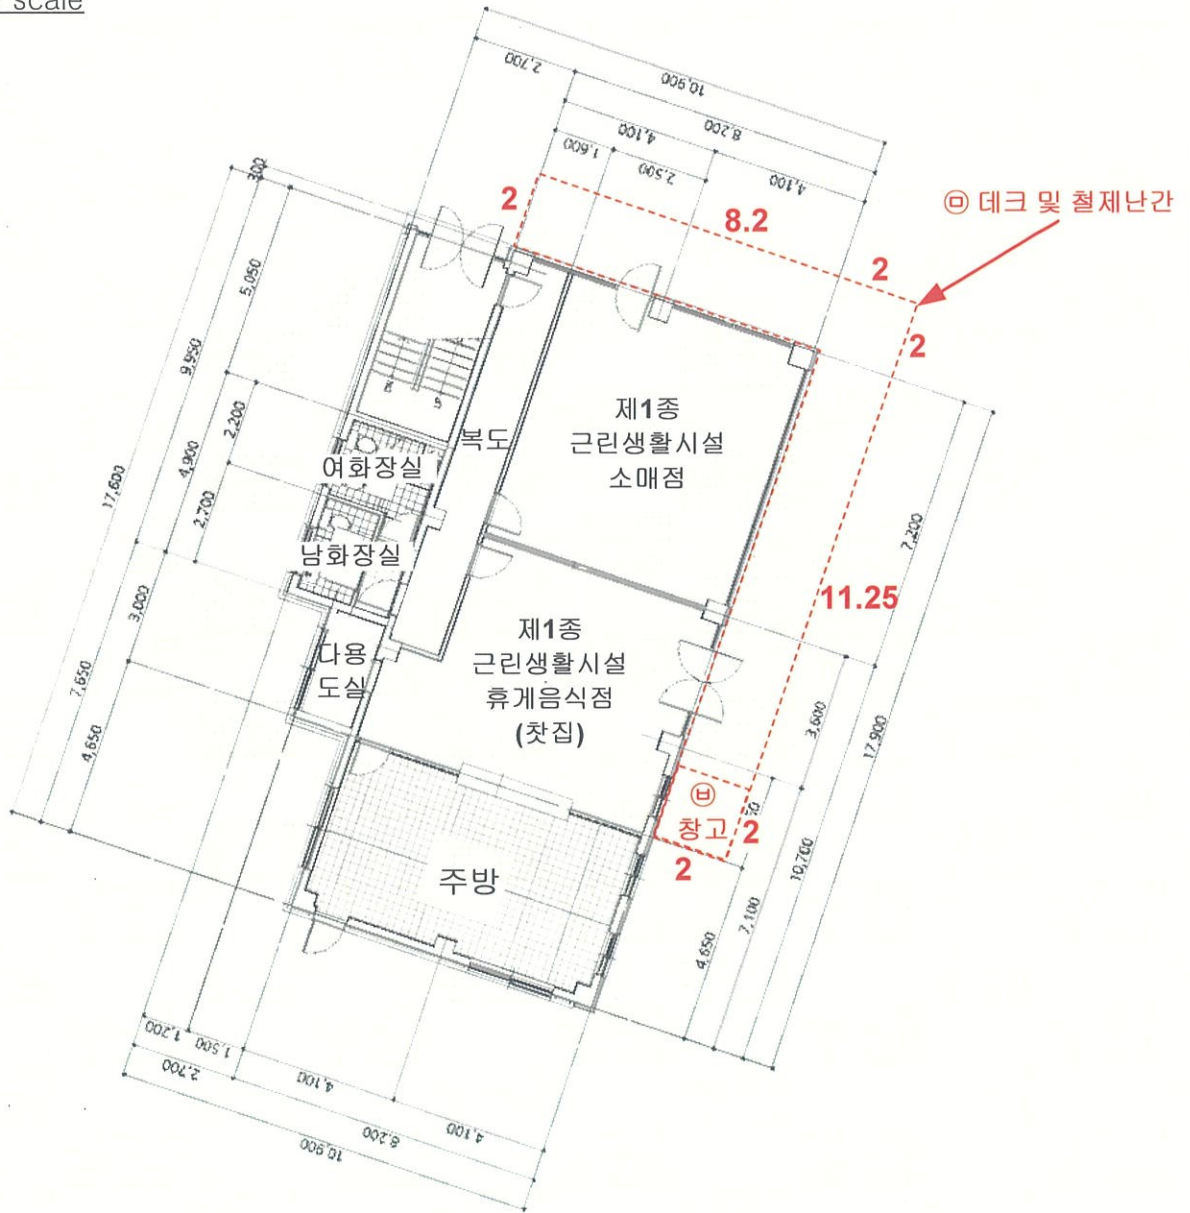 scale
2,700
10,900
8,200
4,100
1,600
2,500
4,100
2
8.2
2
㉤ 데크 및 철제난간
2
300
5,050
9,950
2,200
4,900
17,600
2,700
3,000
7,650
4,650
제1종
근린생활시설
소매점
복도
여화장실
남화장실
다용
도실
제1종
근린생활시설
휴게음식점
(찻집)
주방
11.25
7,200
3,600
17,900
㉥
창고
2
2
10,700
7,100
4,650
1,200
1,500
2,700
4,100
8,200
4,100
10,900